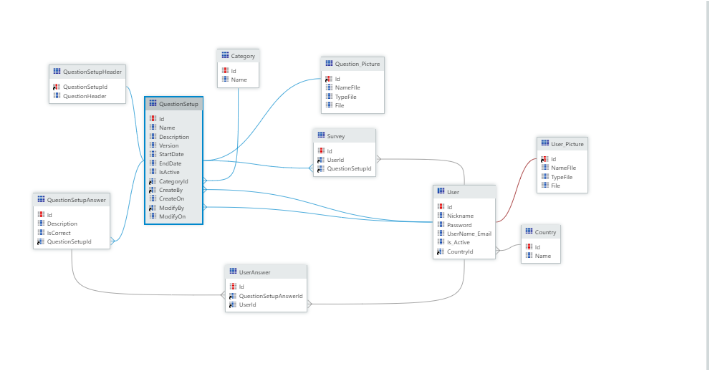 QuestionSetupHeader
QuestionSetupId
QuestionHeader
Category
Id
Name
Question_Picture
Id
NameFile
TypeFile
File
QuestionSetup
Id
Name
Description
Version
StartDate
EndDate
IsActive
CategoryId
CreateBy
CreateOn
ModifyBy
ModifyOn
Survey
Id
UserId
QuestionSetupId
User_Picture
Id
NameFile
TypeFile
File
QuestionSetupAnswer
Id
Description
IsCorrect
QuestionSetupId
User
Id
Nickname
Password
UserName_Email
Is_Active
CountryId
Country
Id
Name
UserAnswer
Id
QuestionSetupAnswerId
UserId